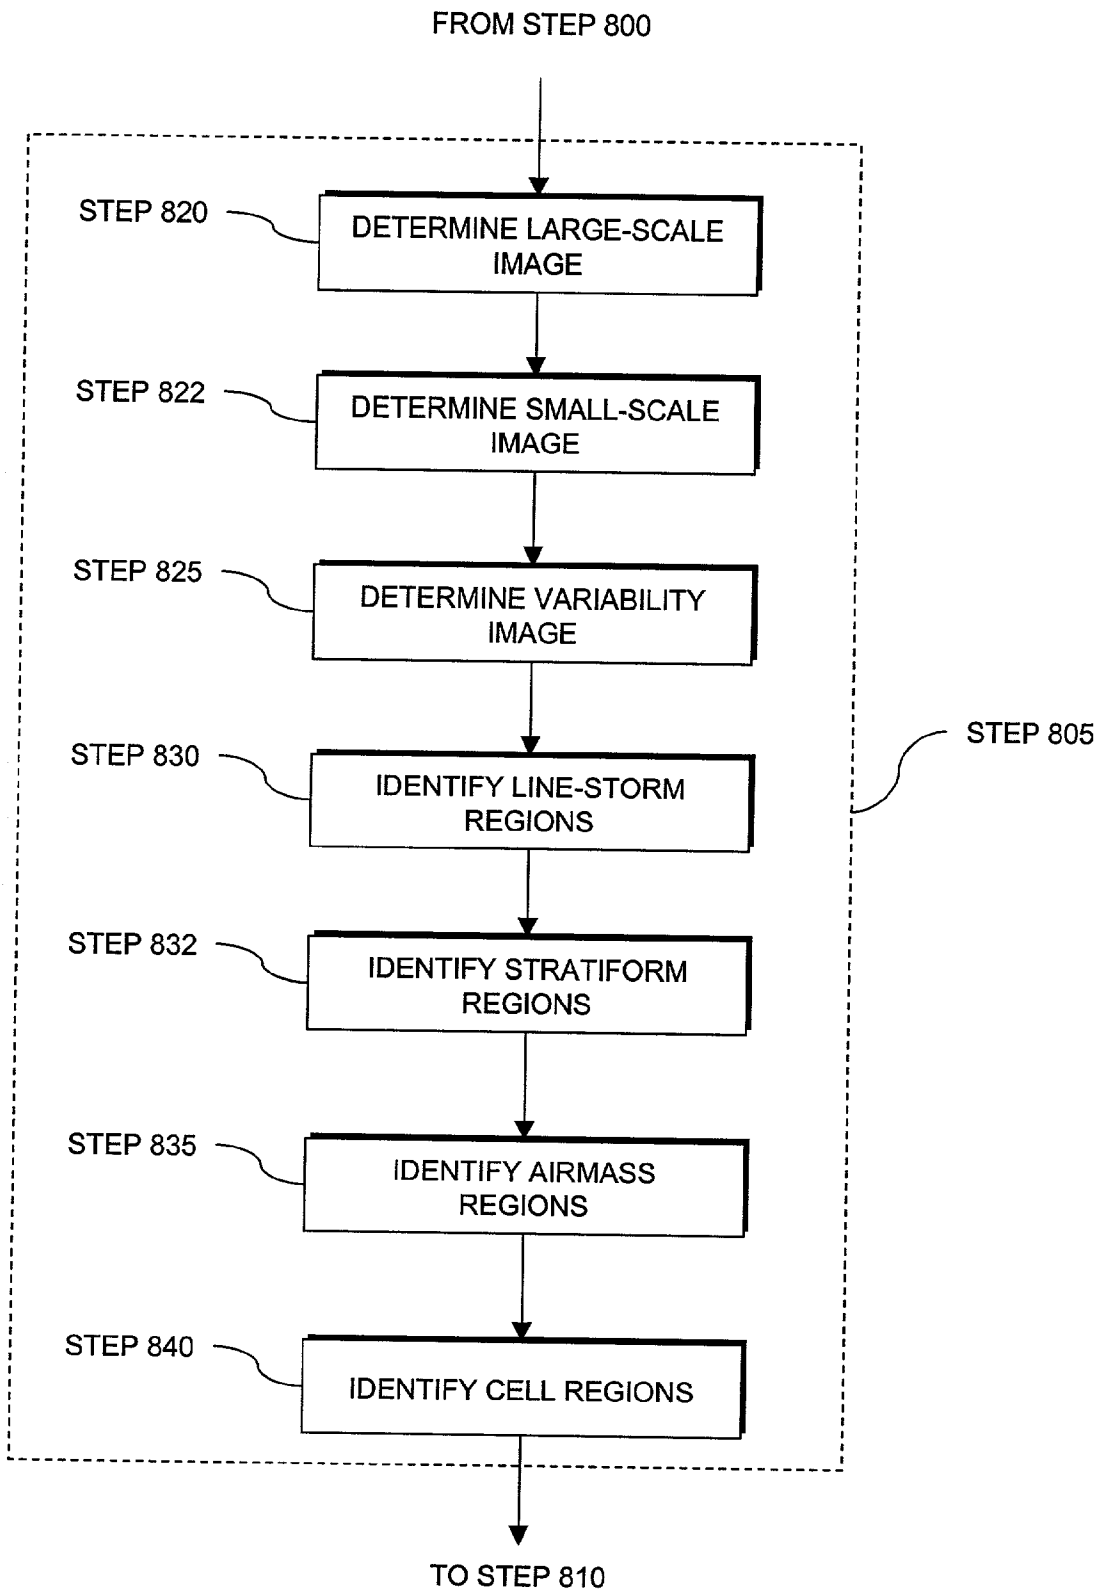 FROM STEP 800
STEP 820
DETERMINE LARGE-SCALE
IMAGE
STEP 822
DETERMINE SMALL-SCALE
IMAGE
STEP 825
DETERMINE VARIABILITY
IMAGE
STEP 830
IDENTIFY LINE-STORM
REGIONS
STEP 805
STEP 832
IDENTIFY STRATIFORM
REGIONS
STEP 835
IDENTIFY AIRMASS
REGIONS
STEP 840
IDENTIFY CELL REGIONS
TO STEP 810